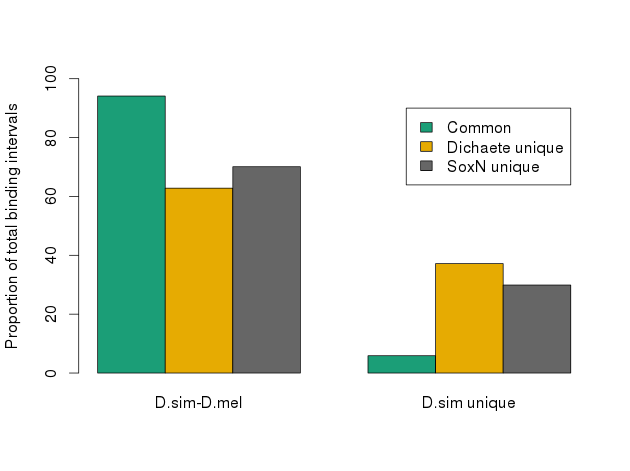 Proportion of total binding intervals
100
80
60
40
20
0
Common
Dichaete unique
SoxN unique
D.sim-D.mel
D.sim unique